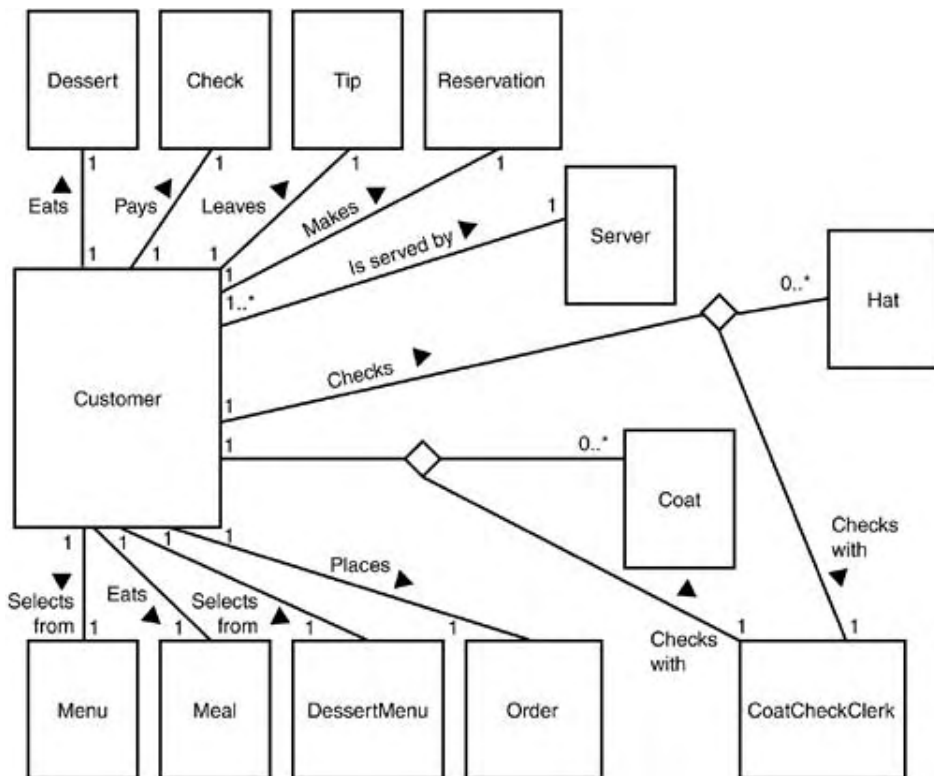 Dessert
Check
Tip
Reservation
1
1
1
1
Eats
Pays
Leaves
Makes
Is served by
1
Server
1
1
1
1
1..*
0..*
Hat
Checks
Customer
1
1
0..*
Coat
Checks
with
1
1
1
1
Places
Selects
from
Eats
Selects
from
1
1
1
1
Checks
with
1
1
Menu
Meal
DessertMenu
Order
CoatCheckClerk